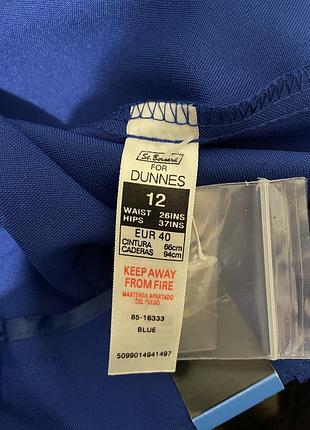 St. Bernard
FOR
DUNNES
12
WAIST 26INS
HIPS 37INS
EUR 40
CINTURA 66cm
CADERAS 94cm
KEEP AWAY
FROM FIRE
MANTENGA APARTADO
DEL FUEGO
85-16333
BLUE
5099014941497